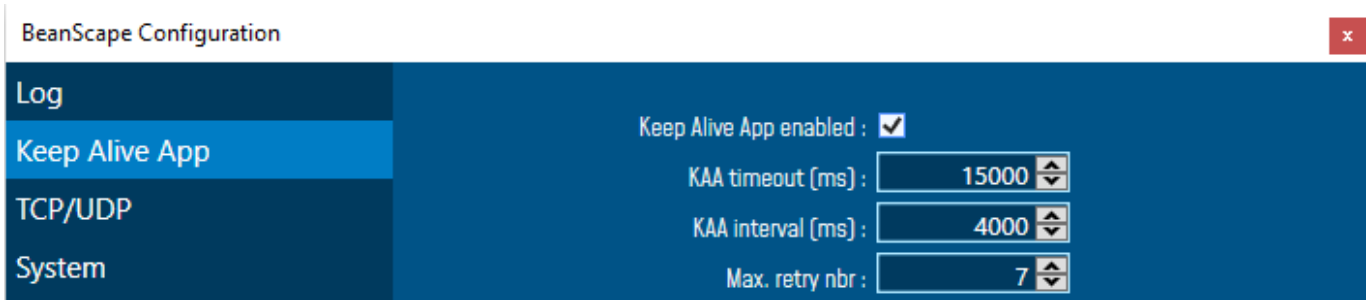 BeanScape Configuration
x
Log
Keep Alive App
TCP/UDP
System
Keep Alive App enabled :
KAA timeout (ms) : 15000
KAA interval (ms) : 4000
Max. retry nbr : 7